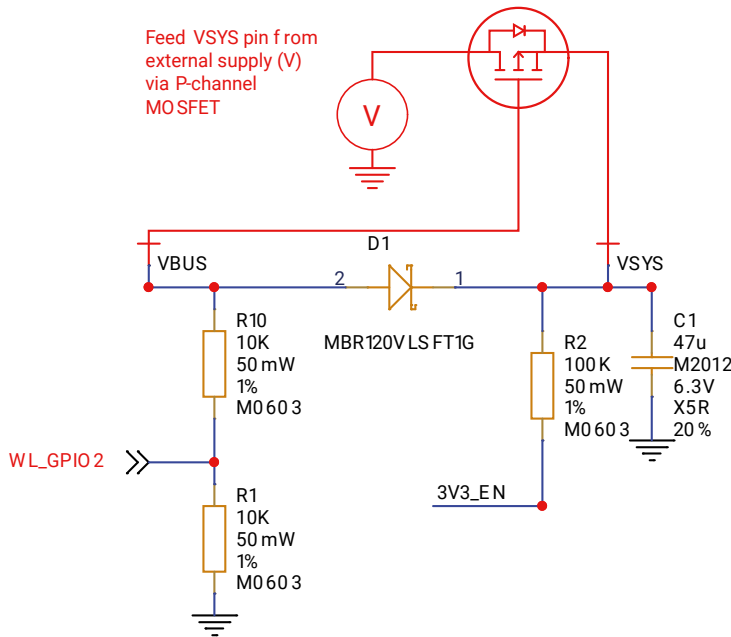 Feed VSYS pin from
external supply (V)
via P-channel
MOSFET
V
D1
VBUS
VSYS
2
1
MBR120VLSFT1G
R10
10K
50mW
1%
M0603
R2
100K
50mW
1%
M0603
C1
47u
M2012
6.3V
X5R
20%
WL_GPIO2
3V3_EN
R1
10K
50mW
1%
M0603